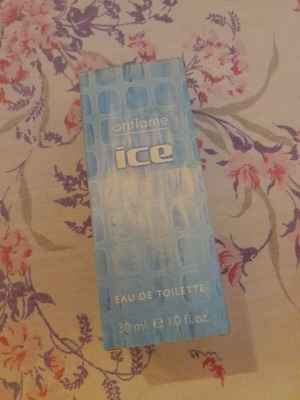 oriflame
ice
EAU DE TOILETTE
30 ml e 1.0 fl.oz.